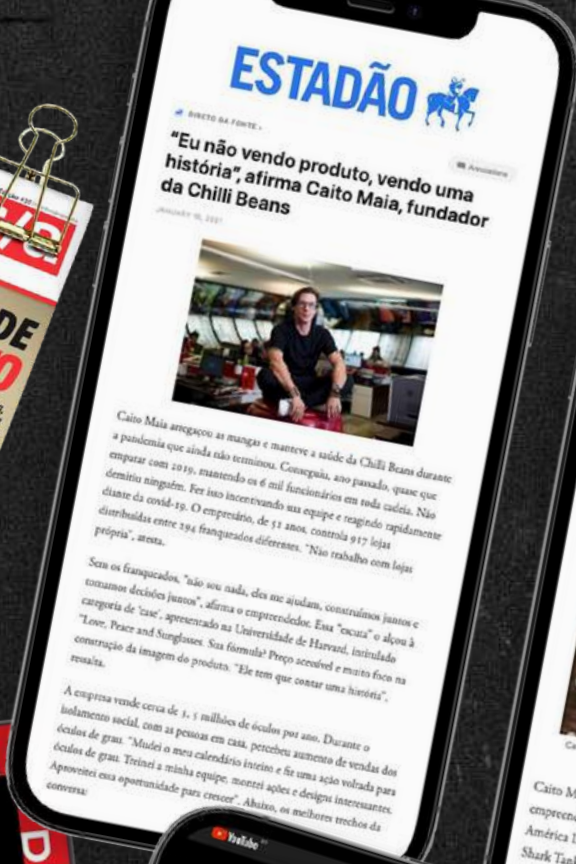 ESTADÃO
DIRETO DA FONTE
"Eu não vendo produto, vendo uma
história", afirma Caito Maia, fundador
da Chilli Beans
JANUARY 2021
Caito Maia arregaçou as mangas e manteve a saúde da Chilli Beans durante
a pandemia que ainda não terminou. Conseguiu, ano passado, quase que
empatar com 2019, mantendo os 6 mil funcionários em toda cadeia. Não
demitiu ninguém. Fez isso incentivando sua equipe e reagindo rapidamente
diante da covid-19. O empresário, de 51 anos, controla 917 lojas
distribuídas entre 294 franqueados diferentes. "Não trabalho com lojas
própria", atesta.
Sem os franqueados, "não sou nada, eles me ajudam, construímos juntos e
tomamos decisões juntos", afirma o empreendedor. Essa "escuta" o alçou à
categoria de 'case', apresentado na Universidade de Harvard, intitulado
"Love, Peace and Sunglasses. Sua fórmula? Preço acessível e muito foco na
construção da imagem do produto. "Ele tem que contar uma história",
ressalta.
A empresa vende cerca de 3, 5 milhões de óculos por ano. Durante o
isolamento social, com as pessoas em casa, percebeu aumento de vendas dos
óculos de grau. "Mudei o meu calendário inteiro e fiz uma ação voltada para
óculos de grau. Treinei a minha equipe, montei ações e designs interessantes.
Aproveitei essa oportunidade para crescer". Abaixo, os melhores trechos da
conversa:
YouTube
DE
Caito M
América
Shark